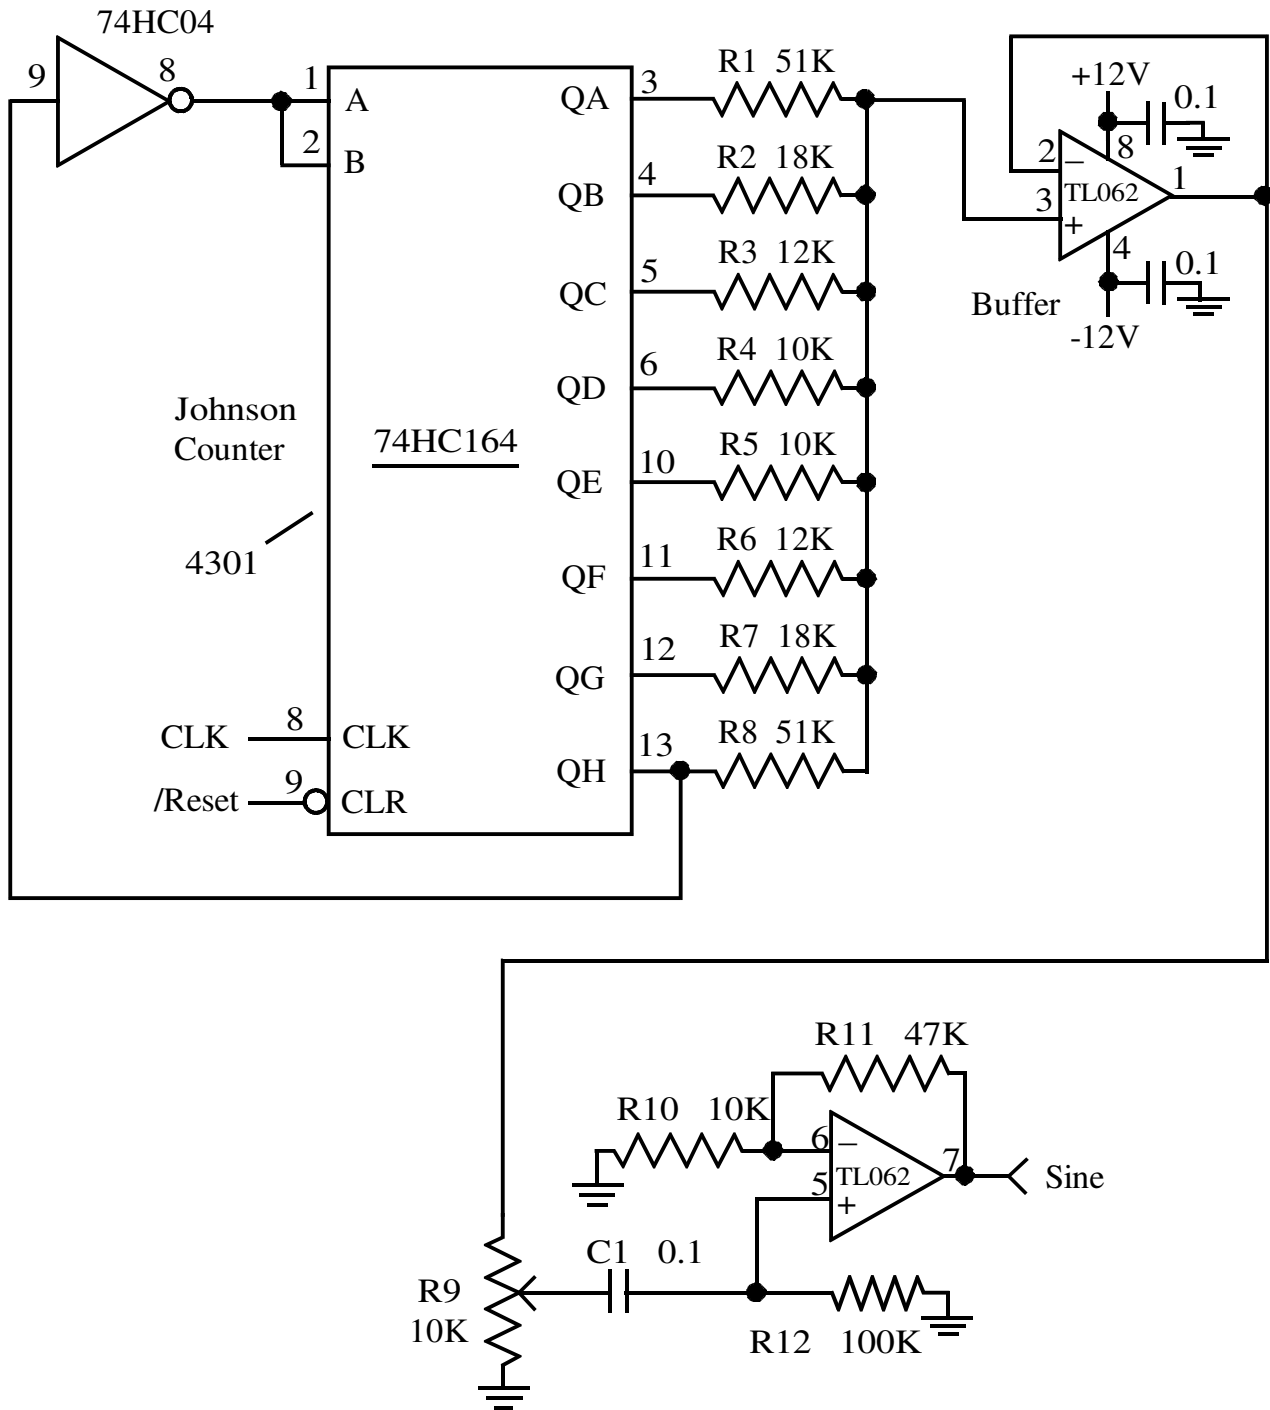 74HC04
9
8
1
A
2
B
QA
3
R1 51K
QB
4
R2 18K
QC
5
R3 12K
QD
6
R4 10K
QE
10
R5 10K
QF
11
R6 12K
QG
12
R7 18K
QH
13
R8 51K
Johnson
Counter
74HC164
4301
CLK
8
CLK
/Reset
9
CLR
+12V
0.1
8
2
–
TL062
1
3
+
4
0.1
Buffer
-12V
R11 47K
R10 10K
6
–
TL062
7
5
+
Sine
C1 0.1
R9
10K
R12 100K